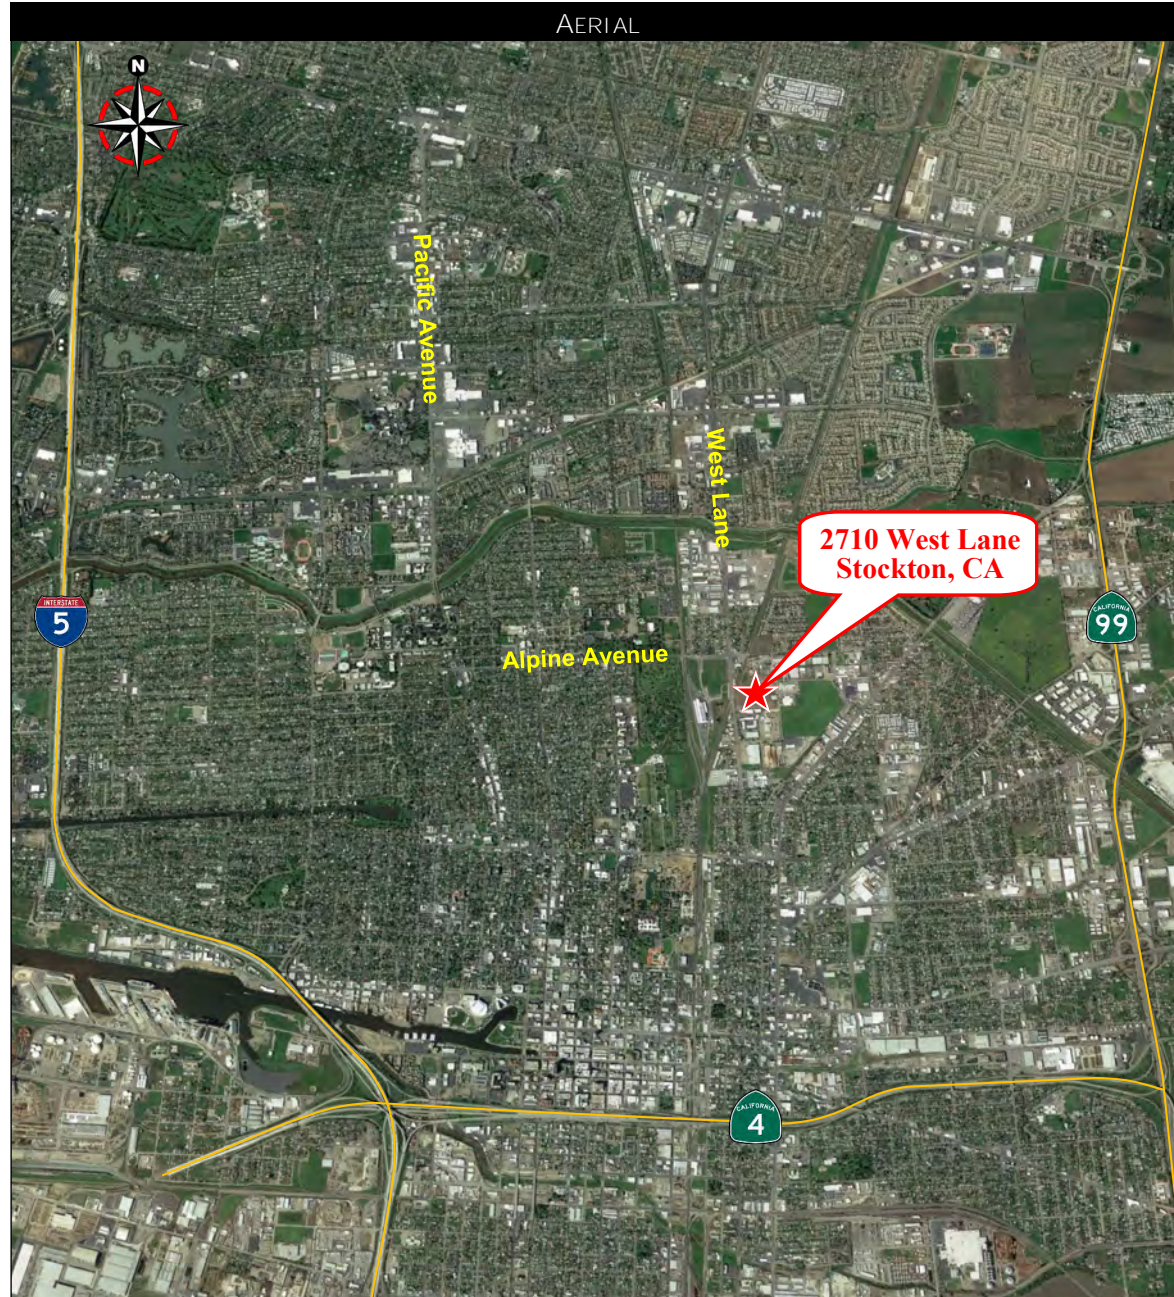 AERIAL
N
Pacific Avenue
West Lane
2710 West Lane
Stockton, CA
INTERSTATE
5
CALIFORNIA
99
Alpine Avenue
CALIFORNIA
4